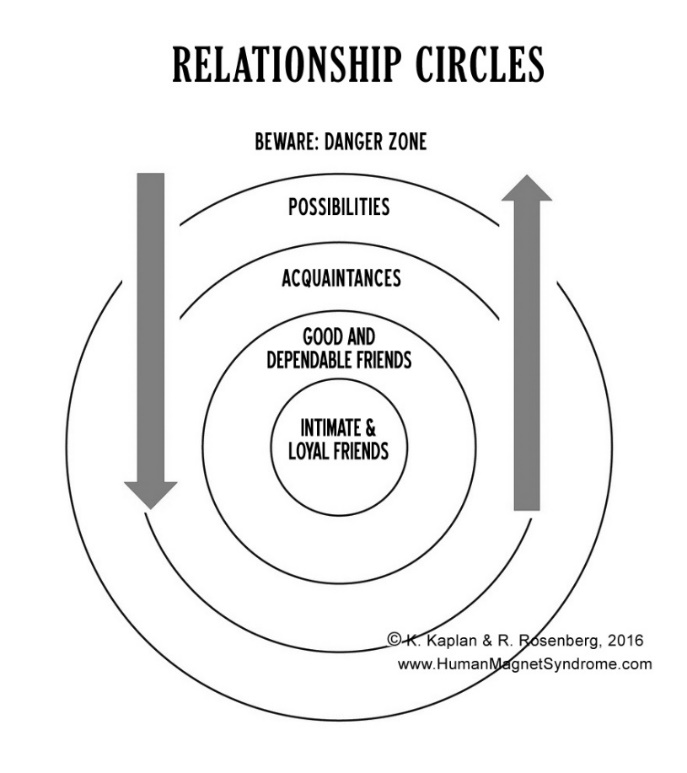 RELATIONSHIP CIRCLES
BEWARE: DANGER ZONE
POSSIBILITIES
ACQUAINTANCES
GOOD AND
DEPENDABLE FRIENDS
INTIMATE &
LOYAL FRIENDS
© K. Kaplan & R. Rosenberg, 2016
www.HumanMagnetSyndrome.com